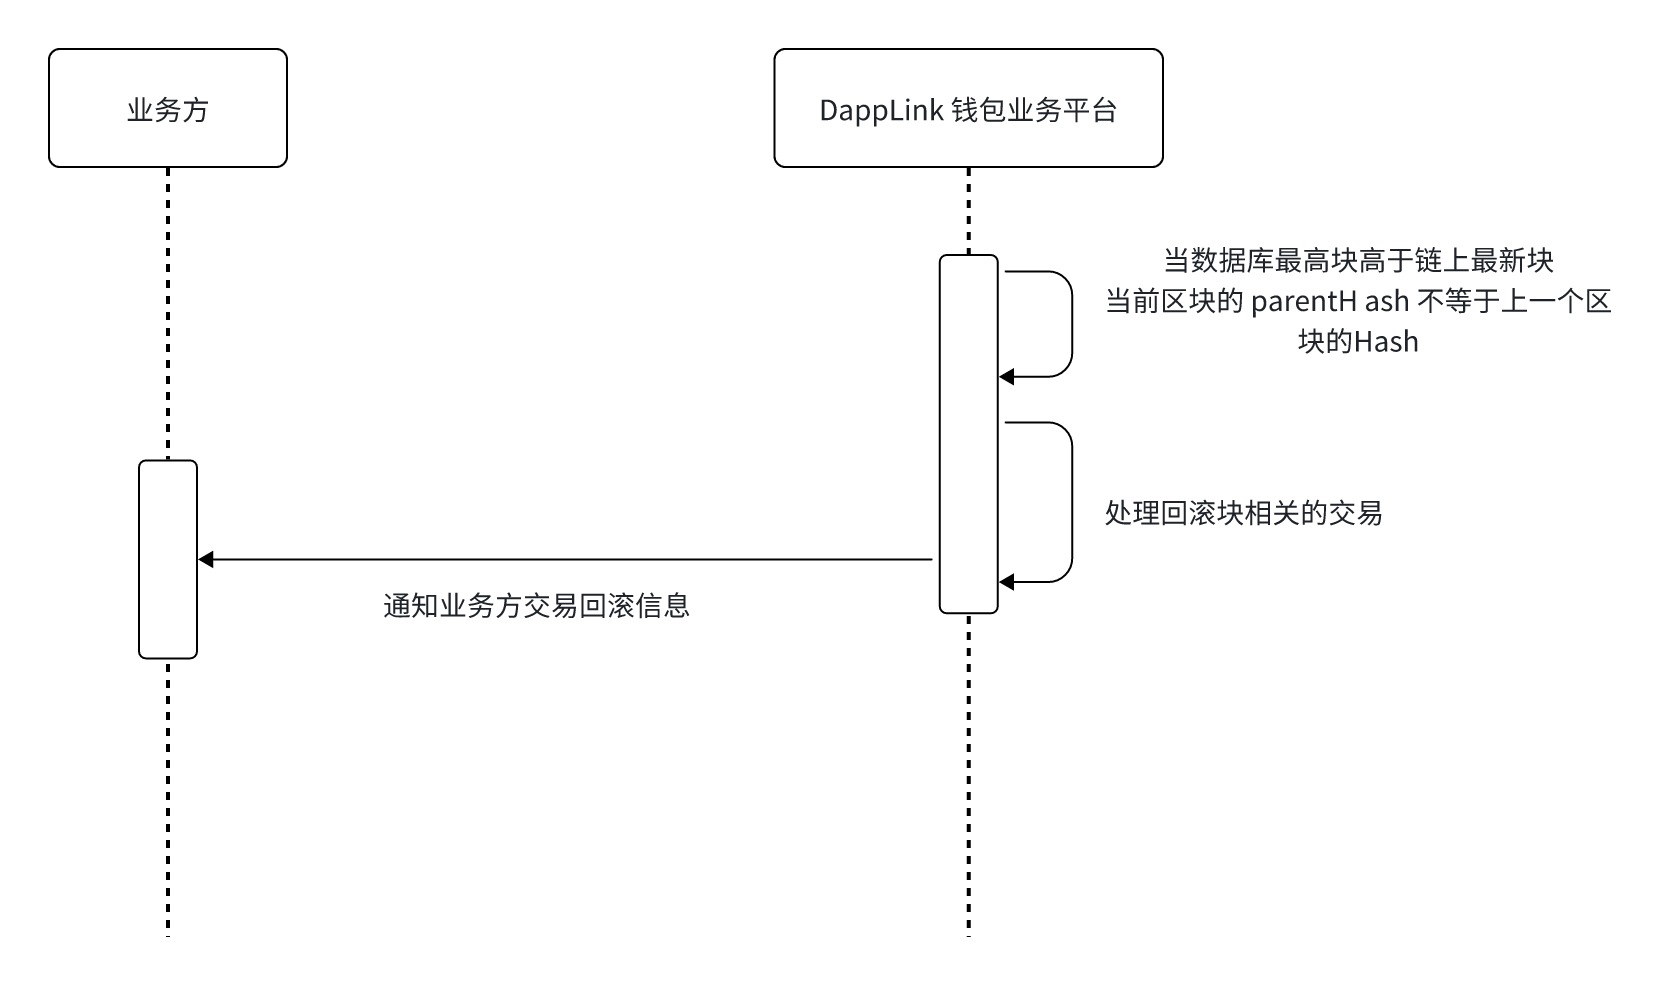 业务方
DappLink 钱包业务平台
当数据库最高块高于链上最新块
当前区块的 parentH ash 不等于上一个区
块的Hash
处理回滚块相关的交易
通知业务方交易回滚信息